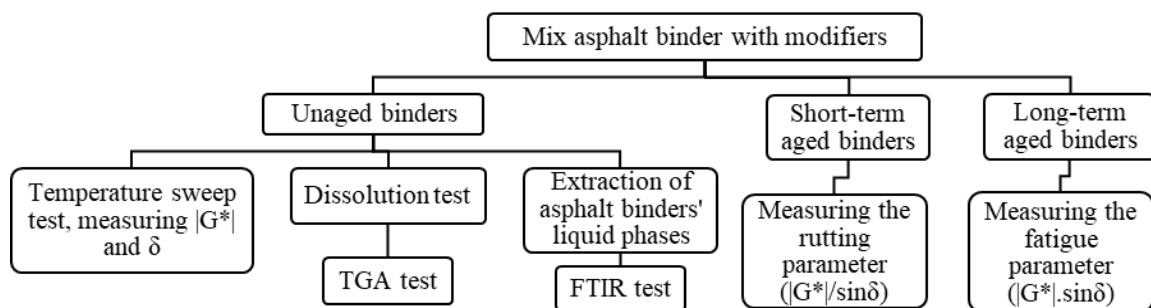 Mix asphalt binder with modifiers
Unaged binders
Short-term
aged binders
Long-term
aged binders
Temperature sweep
test, measuring |G*|
and δ
Dissolution test
Extraction of
asphalt binders'
liquid phases
Measuring the
rutting
parameter
(|G*|/sinδ)
Measuring the
fatigue
parameter
(|G*|.sinδ)
TGA test
FTIR test